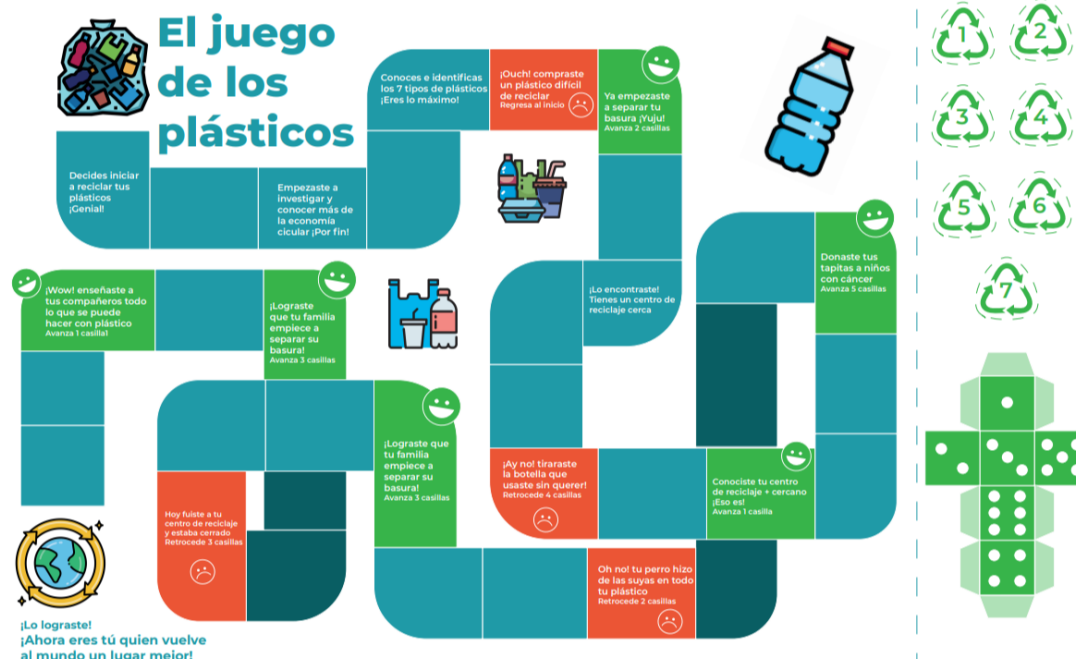 El juego
de los
plásticos
Decides iniciar
a reciclar tus
plásticos
¡Genial!
Empezaste a
investigar y
conocer más de
la economía
cicular ¡Por fin!
Conoces e identificas
los 7 tipos de plásticos
¡Eres lo máximo!
¡Ouch! compraste
un plástico difícil
de reciclar
Regresa al inicio
Ya empezaste
a separar tu
basura ¡Yuju!
Avanza 2 casillas
¡Lo encontraste!
Tienes un centro de
reciclaje cerca
¡Ay no! tiraraste
la botella que
usaste sin querer!
Retrocede 4 casillas
Conociste tu centro
de reciclaje + cercano
¡Eso es!
Avanza 1 casilla
Donaste tus
tapitas a niños
con cáncer
Avanza 5 casillas
Oh no! tu perro hizo
de las suyas en todo
tu plástico
Retrocede 2 casillas
¡Lograste que
tu familia
empiece a
separar su
basura!
Avanza 3 casillas
Hoy fuiste a tu
centro de reciclaje
y estaba cerrado
Retrocede 3 casillas
¡Lograste
que tu familia
empiece a
separar su
basura!
Avanza 3 casillas
¡Wow! enseñaste a
tus compañeros todo
lo que se puede
hacer con plástico
Avanza 1 casilla!
¡Lo lograste!
¡Ahora eres tú quien vuelve
al mundo un lugar mejor!
1
2
3
4
5
6
7